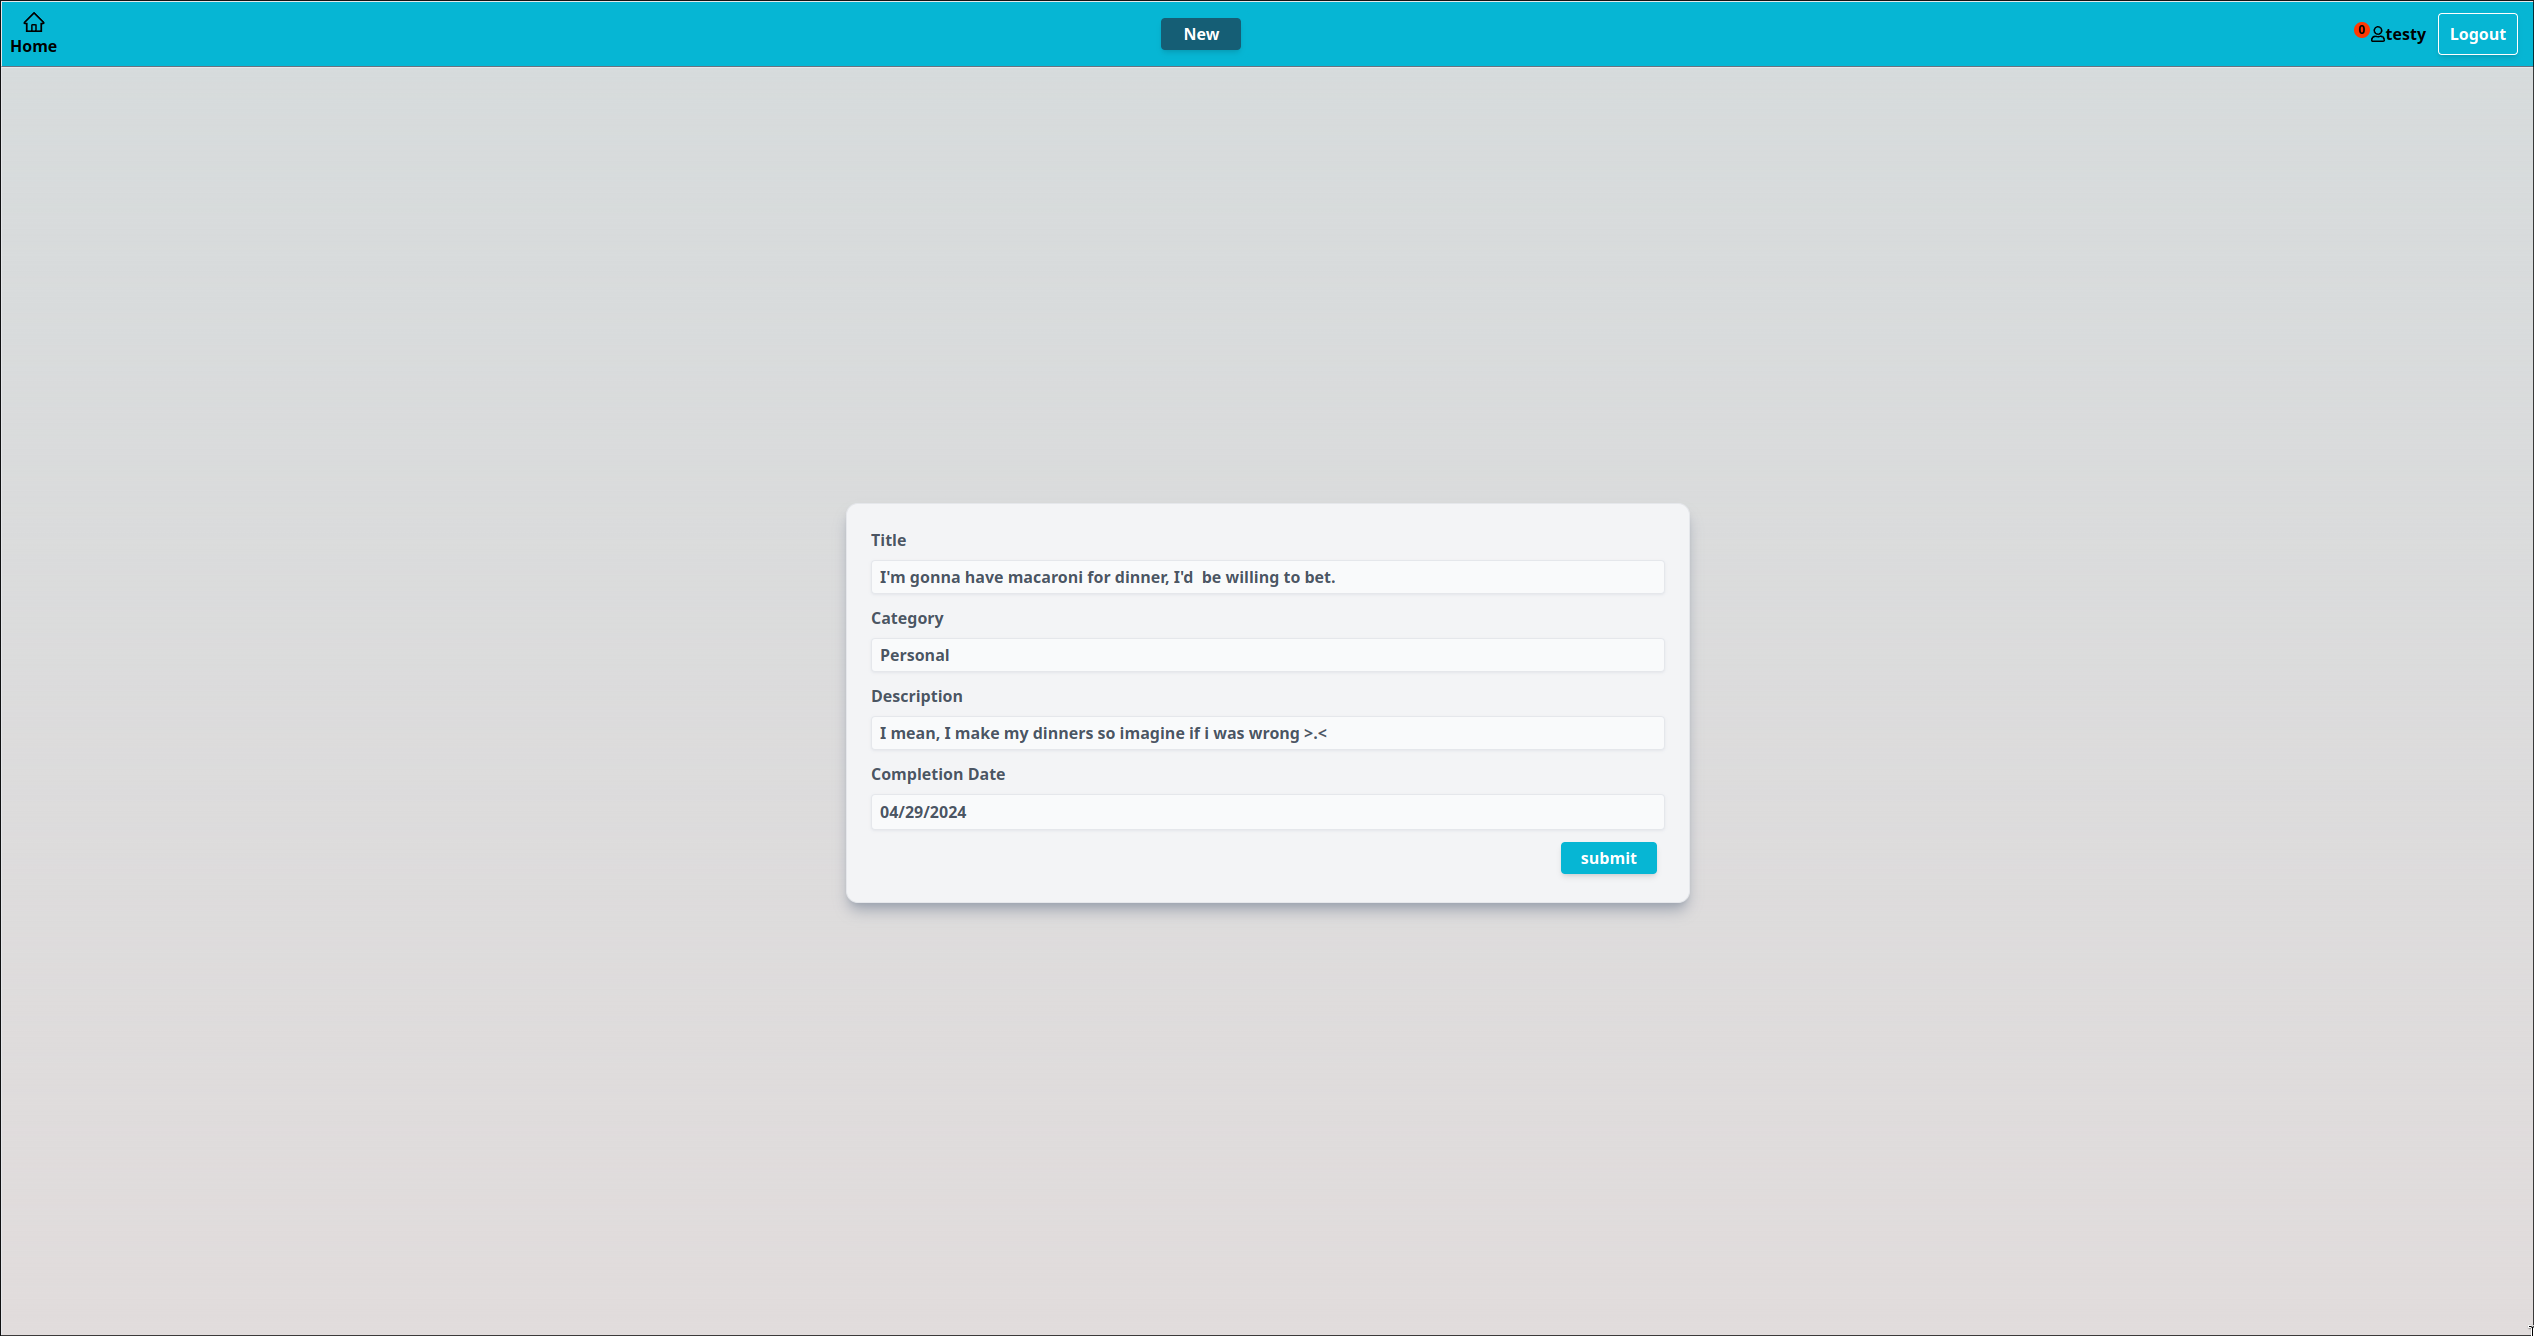 Home
New
0 testy
Logout
Title
I'm gonna have macaroni for dinner, I'd  be willing to bet.
Category
Personal
Description
I mean, I make my dinners so imagine if i was wrong >.<
Completion Date
04/29/2024
submit